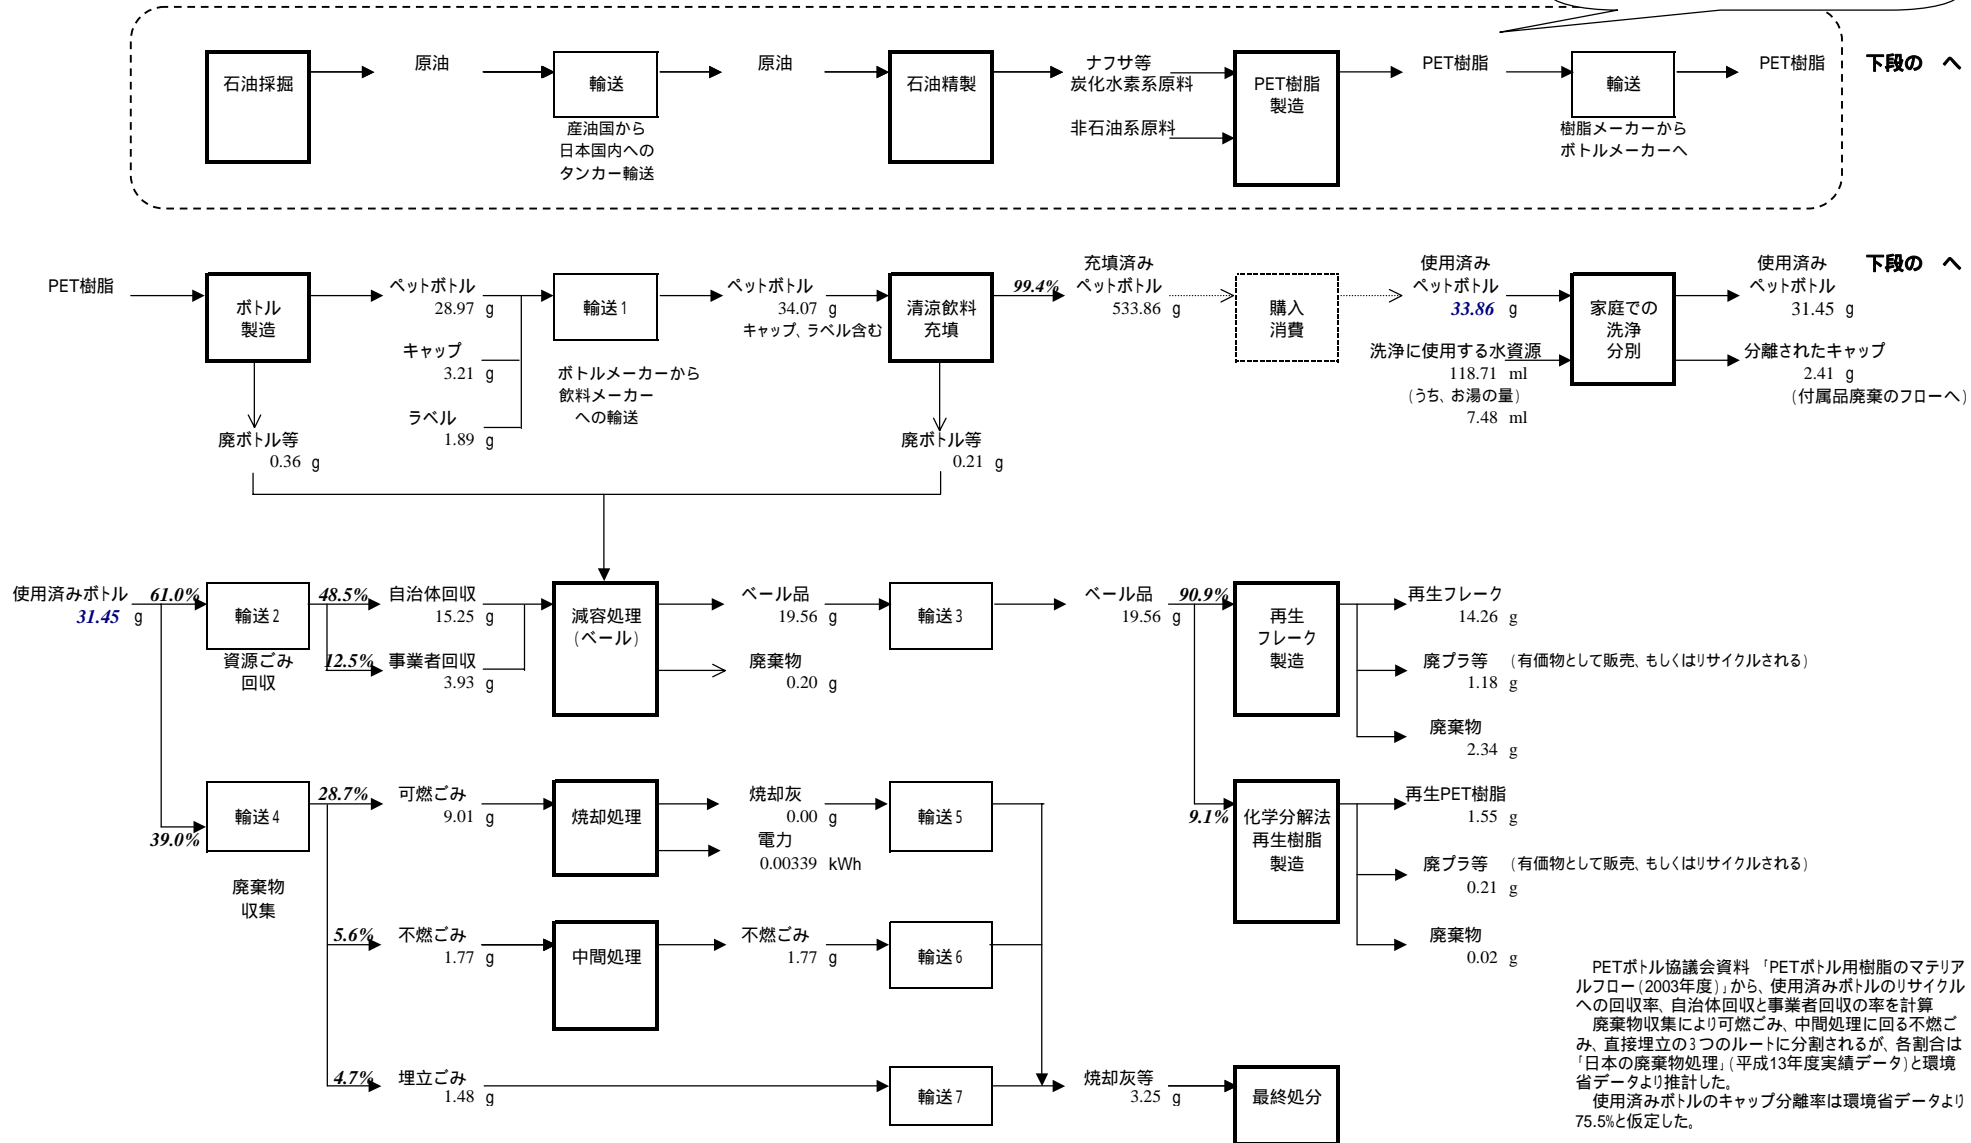 石油採掘
原油
輸送
産油国から
日本国内への
タンカー輸送
原油
石油精製
ナフサ等
炭化水素系原料
非石油系原料
PET樹脂
製造
PET樹脂
輸送
樹脂メーカーから
ボトルメーカーへ
PET樹脂
下段の へ
PET樹脂
ボトル
製造
ペットボトル
28.97 g
キャップ
3.21 g
ラベル
1.89 g
廃ボトル等
0.36 g
輸送1
ボトルメーカーから
飲料メーカー
への輸送
ペットボトル
34.07 g
キャップ、ラベル含む
清涼飲料
充填
99.4%
廃ボトル等
0.21 g
充填済み
ペットボトル
533.86 g
購入
消費
使用済み
ペットボトル
33.86 g
洗浄に使用する水資源
118.71 ml
(うち、お湯の量)
7.48 ml
家庭での
洗浄
分別
使用済み
ペットボトル
31.45 g
分離されたキャップ
2.41 g
(付属品廃棄のフローへ)
下段の へ
使用済みボトル
31.45 g
61.0%
輸送2
資源ごみ
回収
48.5%
自治体回収
15.25 g
12.5%
事業者回収
3.93 g
減容処理
(ベール)
ベール品
19.56 g
廃棄物
0.20 g
輸送3
ベール品
19.56 g
90.9%
再生
フレーク
製造
再生フレーク
14.26 g
廃プラ等 (有価物として販売、もしくはリサイクルされる)
1.18 g
廃棄物
2.34 g
39.0%
輸送4
廃棄物
収集
28.7%
可燃ごみ
9.01 g
焼却処理
焼却灰
0.00 g
電力
0.00339 kWh
輸送5
9.1%
化学分解法
再生樹脂
製造
再生PET樹脂
1.55 g
廃プラ等 (有価物として販売、もしくはリサイクルされる)
0.21 g
廃棄物
0.02 g
5.6%
不燃ごみ
1.77 g
中間処理
不燃ごみ
1.77 g
輸送6
4.7%
埋立ごみ
1.48 g
輸送7
焼却灰等
3.25 g
最終処分
PETボトル協議会資料 「PETボトル用樹脂のマテリア
ルフロー(2003年度)」から、使用済みボトルのリサイクル
への回収率、自治体回収と事業者回収の率を計算
廃棄物収集により可燃ごみ、中間処理に回る不燃ご
み、直接埋立の3つのルートに分割されるが、各割合は
「日本の廃棄物処理」(平成13年度実績データ)と環境
省データより推計した。
使用済みボトルのキャップ分離率は環境省データより
75.5%と仮定した。